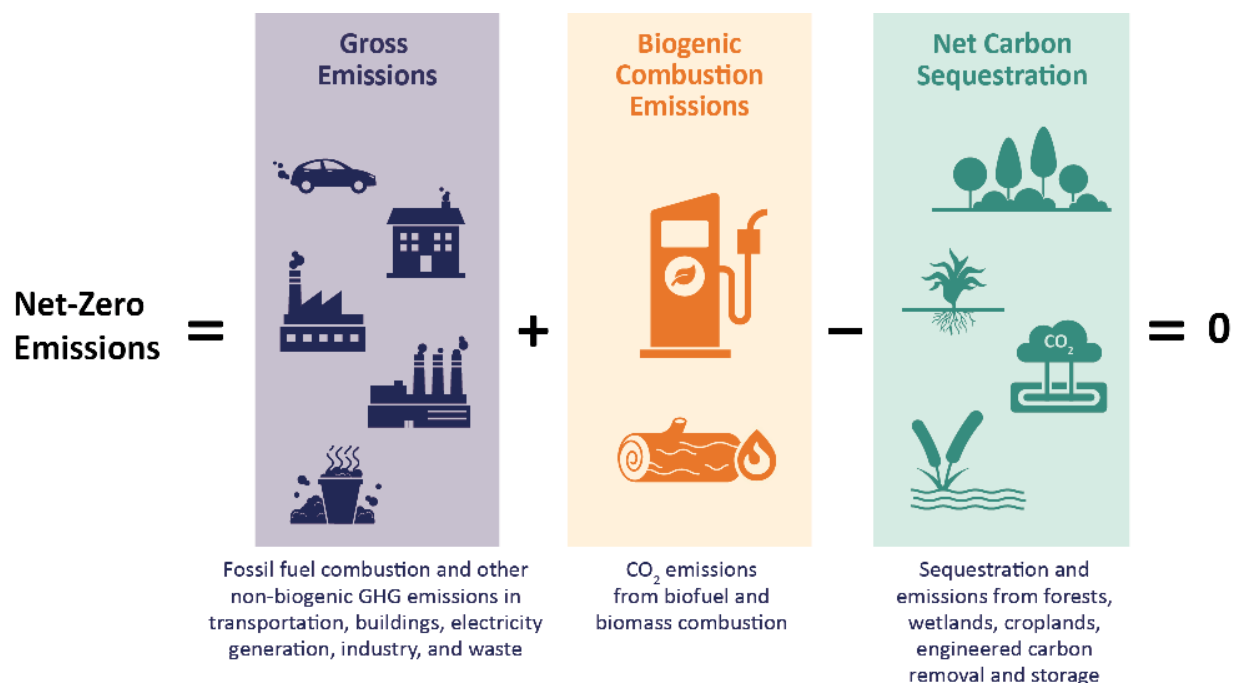 Gross
Emissions
Biogenic
Combustion
Emissions
Net Carbon
Sequestration
Net-Zero
Emissions
=
+
−
CO₂
= 0
Fossil fuel combustion and other
non-biogenic GHG emissions in
transportation, buildings, electricity
generation, industry, and waste
CO₂ emissions
from biofuel and
biomass combustion
Sequestration and
emissions from forests,
wetlands, croplands,
engineered carbon
removal and storage